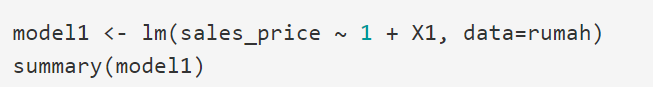 model1 <- lm(sales_price ~ 1 + X1, data=rumah)
summary(model1)